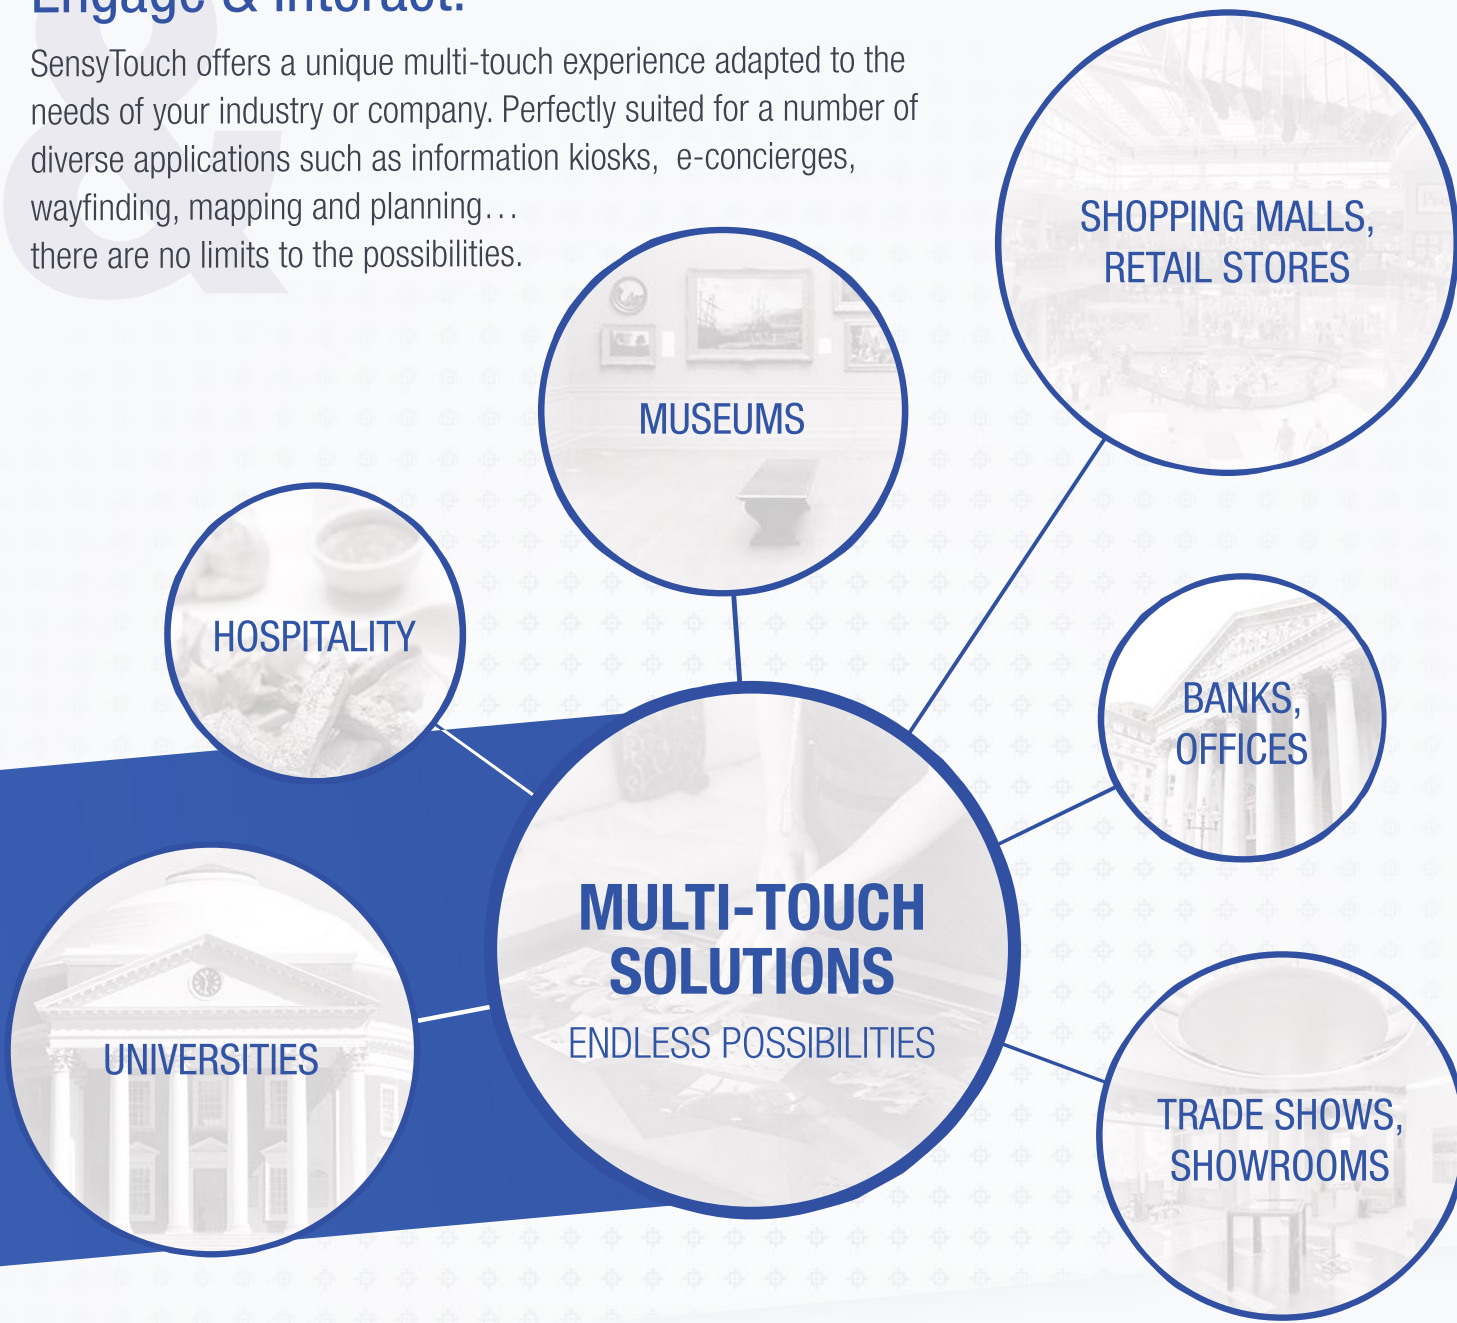 Engage & Interact.
SensyTouch offers a unique multi-touch experience adapted to the
needs of your industry or company. Perfectly suited for a number of
diverse applications such as information kiosks, e-concierges,
wayfinding, mapping and planning...
there are no limits to the possibilities.
SHOPPING MALLS,
RETAIL STORES
MUSEUMS
HOSPITALITY
BANKS,
OFFICES
MULTI-TOUCH
SOLUTIONS
ENDLESS POSSIBILITIES
UNIVERSITIES
TRADE SHOWS,
SHOWROOMS